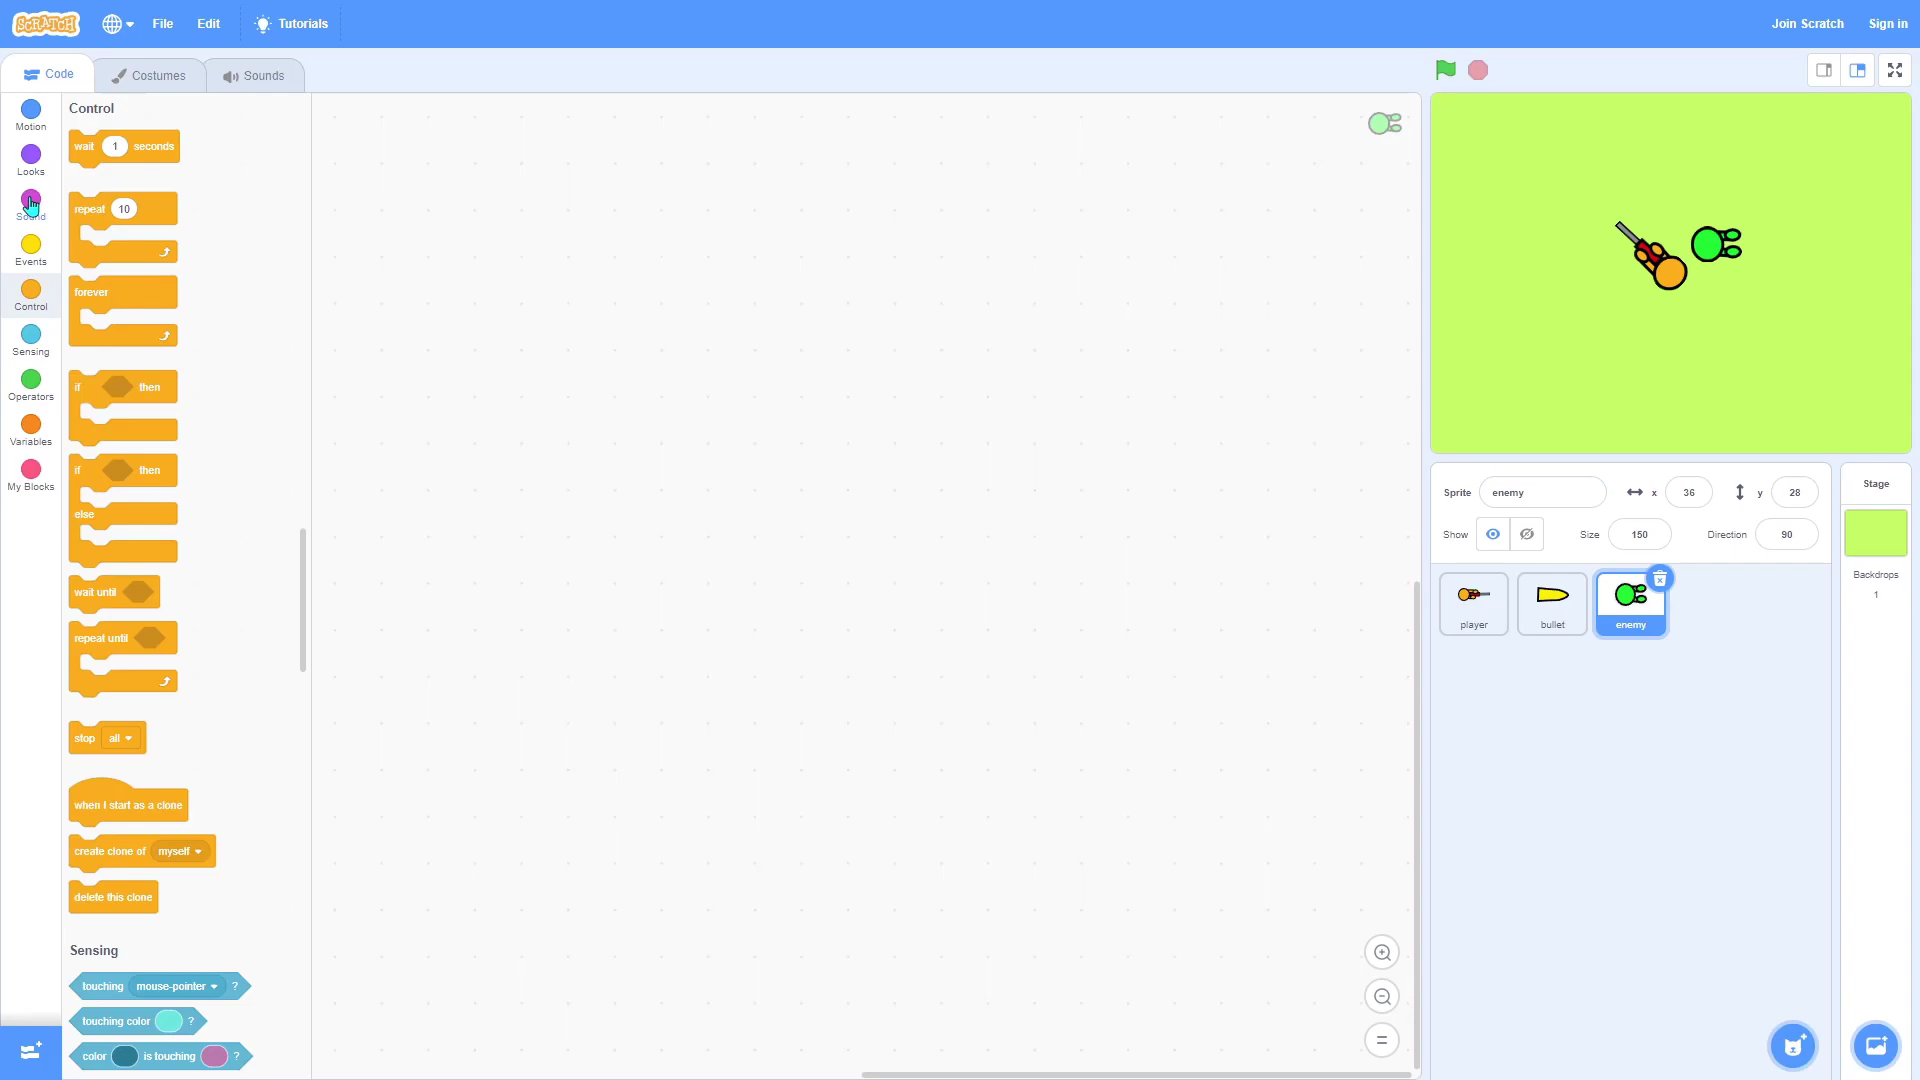 SCRATCH
File
Edit
Tutorials
Join Scratch
Sign in
Code
Costumes
Sounds
Motion
Looks
Sound
Events
Control
Sensing
Operators
Variables
My Blocks
Control
wait 1 seconds
repeat 10
forever
if then
if then
else
wait until
repeat until
stop all
when I start as a clone
create clone of myself
delete this clone
Sensing
touching mouse-pointer ?
touching color ?
color is touching ?
Sprite enemy x 36 y 28
Show Size 150 Direction 90
player
bullet
enemy
Stage
Backdrops
1